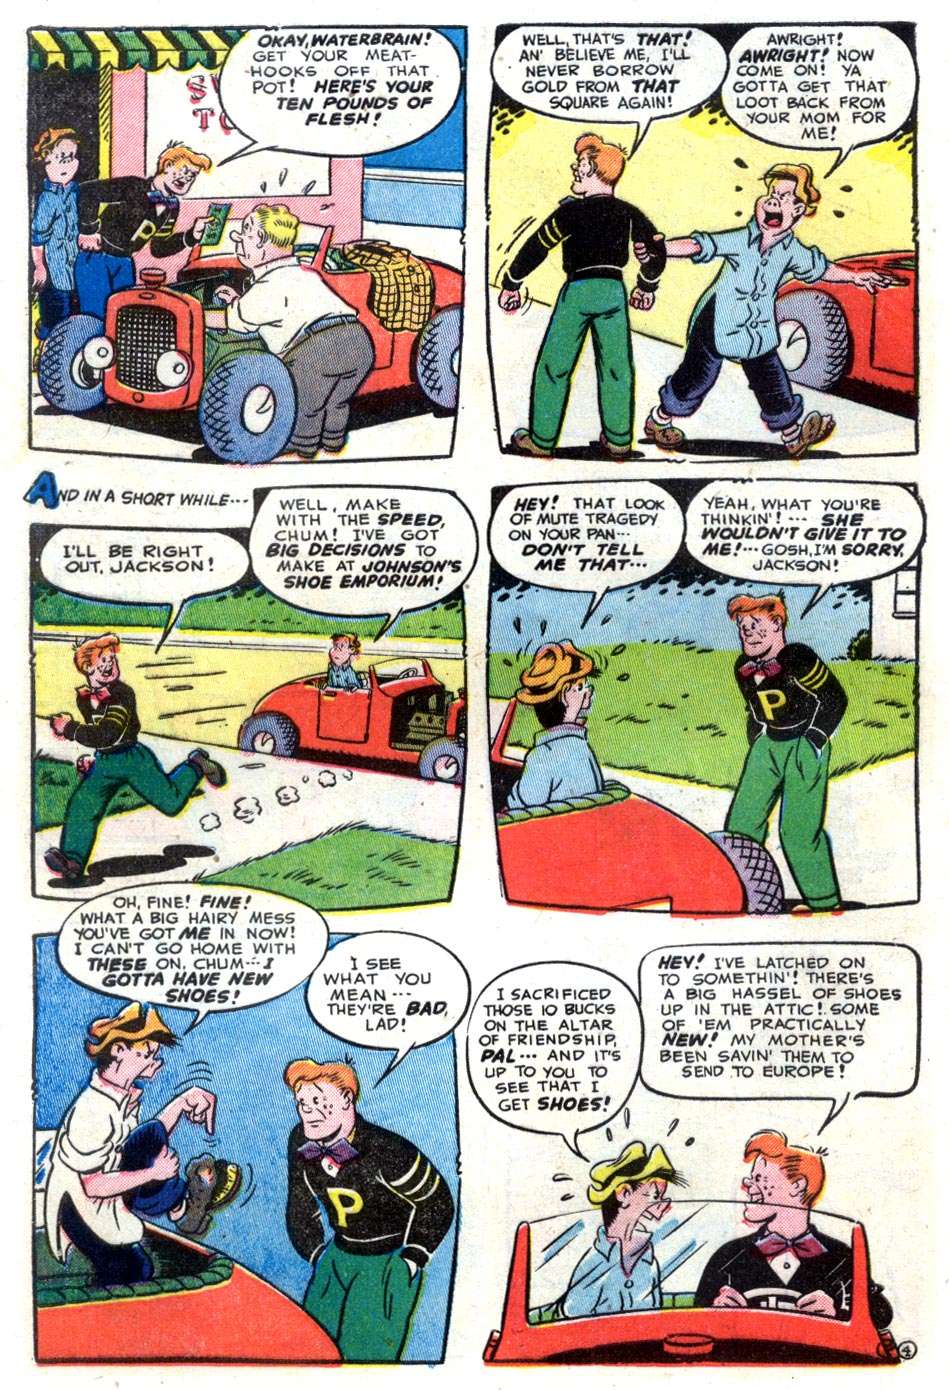 OKAY, WATERBRAIN!
GET YOUR MEAT-
-HOOKS OFF THAT
POT! HERE'S YOUR
TEN POUNDS OF
FLESH!
P
WELL, THAT'S THAT!
AN' BELIEVE ME, I'LL
NEVER BORROW
GOLD FROM THAT
SQUARE AGAIN!
AWRIGHT!
AWRIGHT! NOW
COME ON! YA
GOTTA GET THAT
LOOT BACK FROM
YOUR MOM FOR
ME!
AND IN A SHORT WHILE---
I'LL BE RIGHT
OUT, JACKSON!
WELL, MAKE
WITH THE SPEED,
CHUM! I'VE GOT
BIG DECISIONS TO
MAKE AT JOHNSON'S
SHOE EMPORIUM!
HEY! THAT LOOK
OF MUTE TRAGEDY
ON YOUR PAN---
DON'T TELL
ME THAT---
YEAH, WHAT YOU'RE
THINKIN'!--- SHE
WOULDN'T GIVE IT TO
ME!--- GOSH, I'M SORRY,
JACKSON!
P
OH, FINE! FINE!
WHAT A BIG HAIRY MESS
YOU'VE GOT ME IN NOW!
I CAN'T GO HOME WITH
THESE ON, CHUM--- I
GOTTA HAVE NEW
SHOES!
I SEE
WHAT YOU
MEAN---
THEY'RE BAD,
LAD!
P
I SACRIFICED
THOSE 10 BUCKS
ON THE ALTAR
OF FRIENDSHIP,
PAL--- AND IT'S
UP TO YOU TO
SEE THAT I
GET SHOES!
HEY! I'VE LATCHED ON
TO SOMETHIN'! THERE'S
A BIG HASSEL OF SHOES
UP IN THE ATTIC! SOME
OF 'EM PRACTICALLY
NEW! MY MOTHER'S
BEEN SAVIN' THEM TO
SEND TO EUROPE!
4